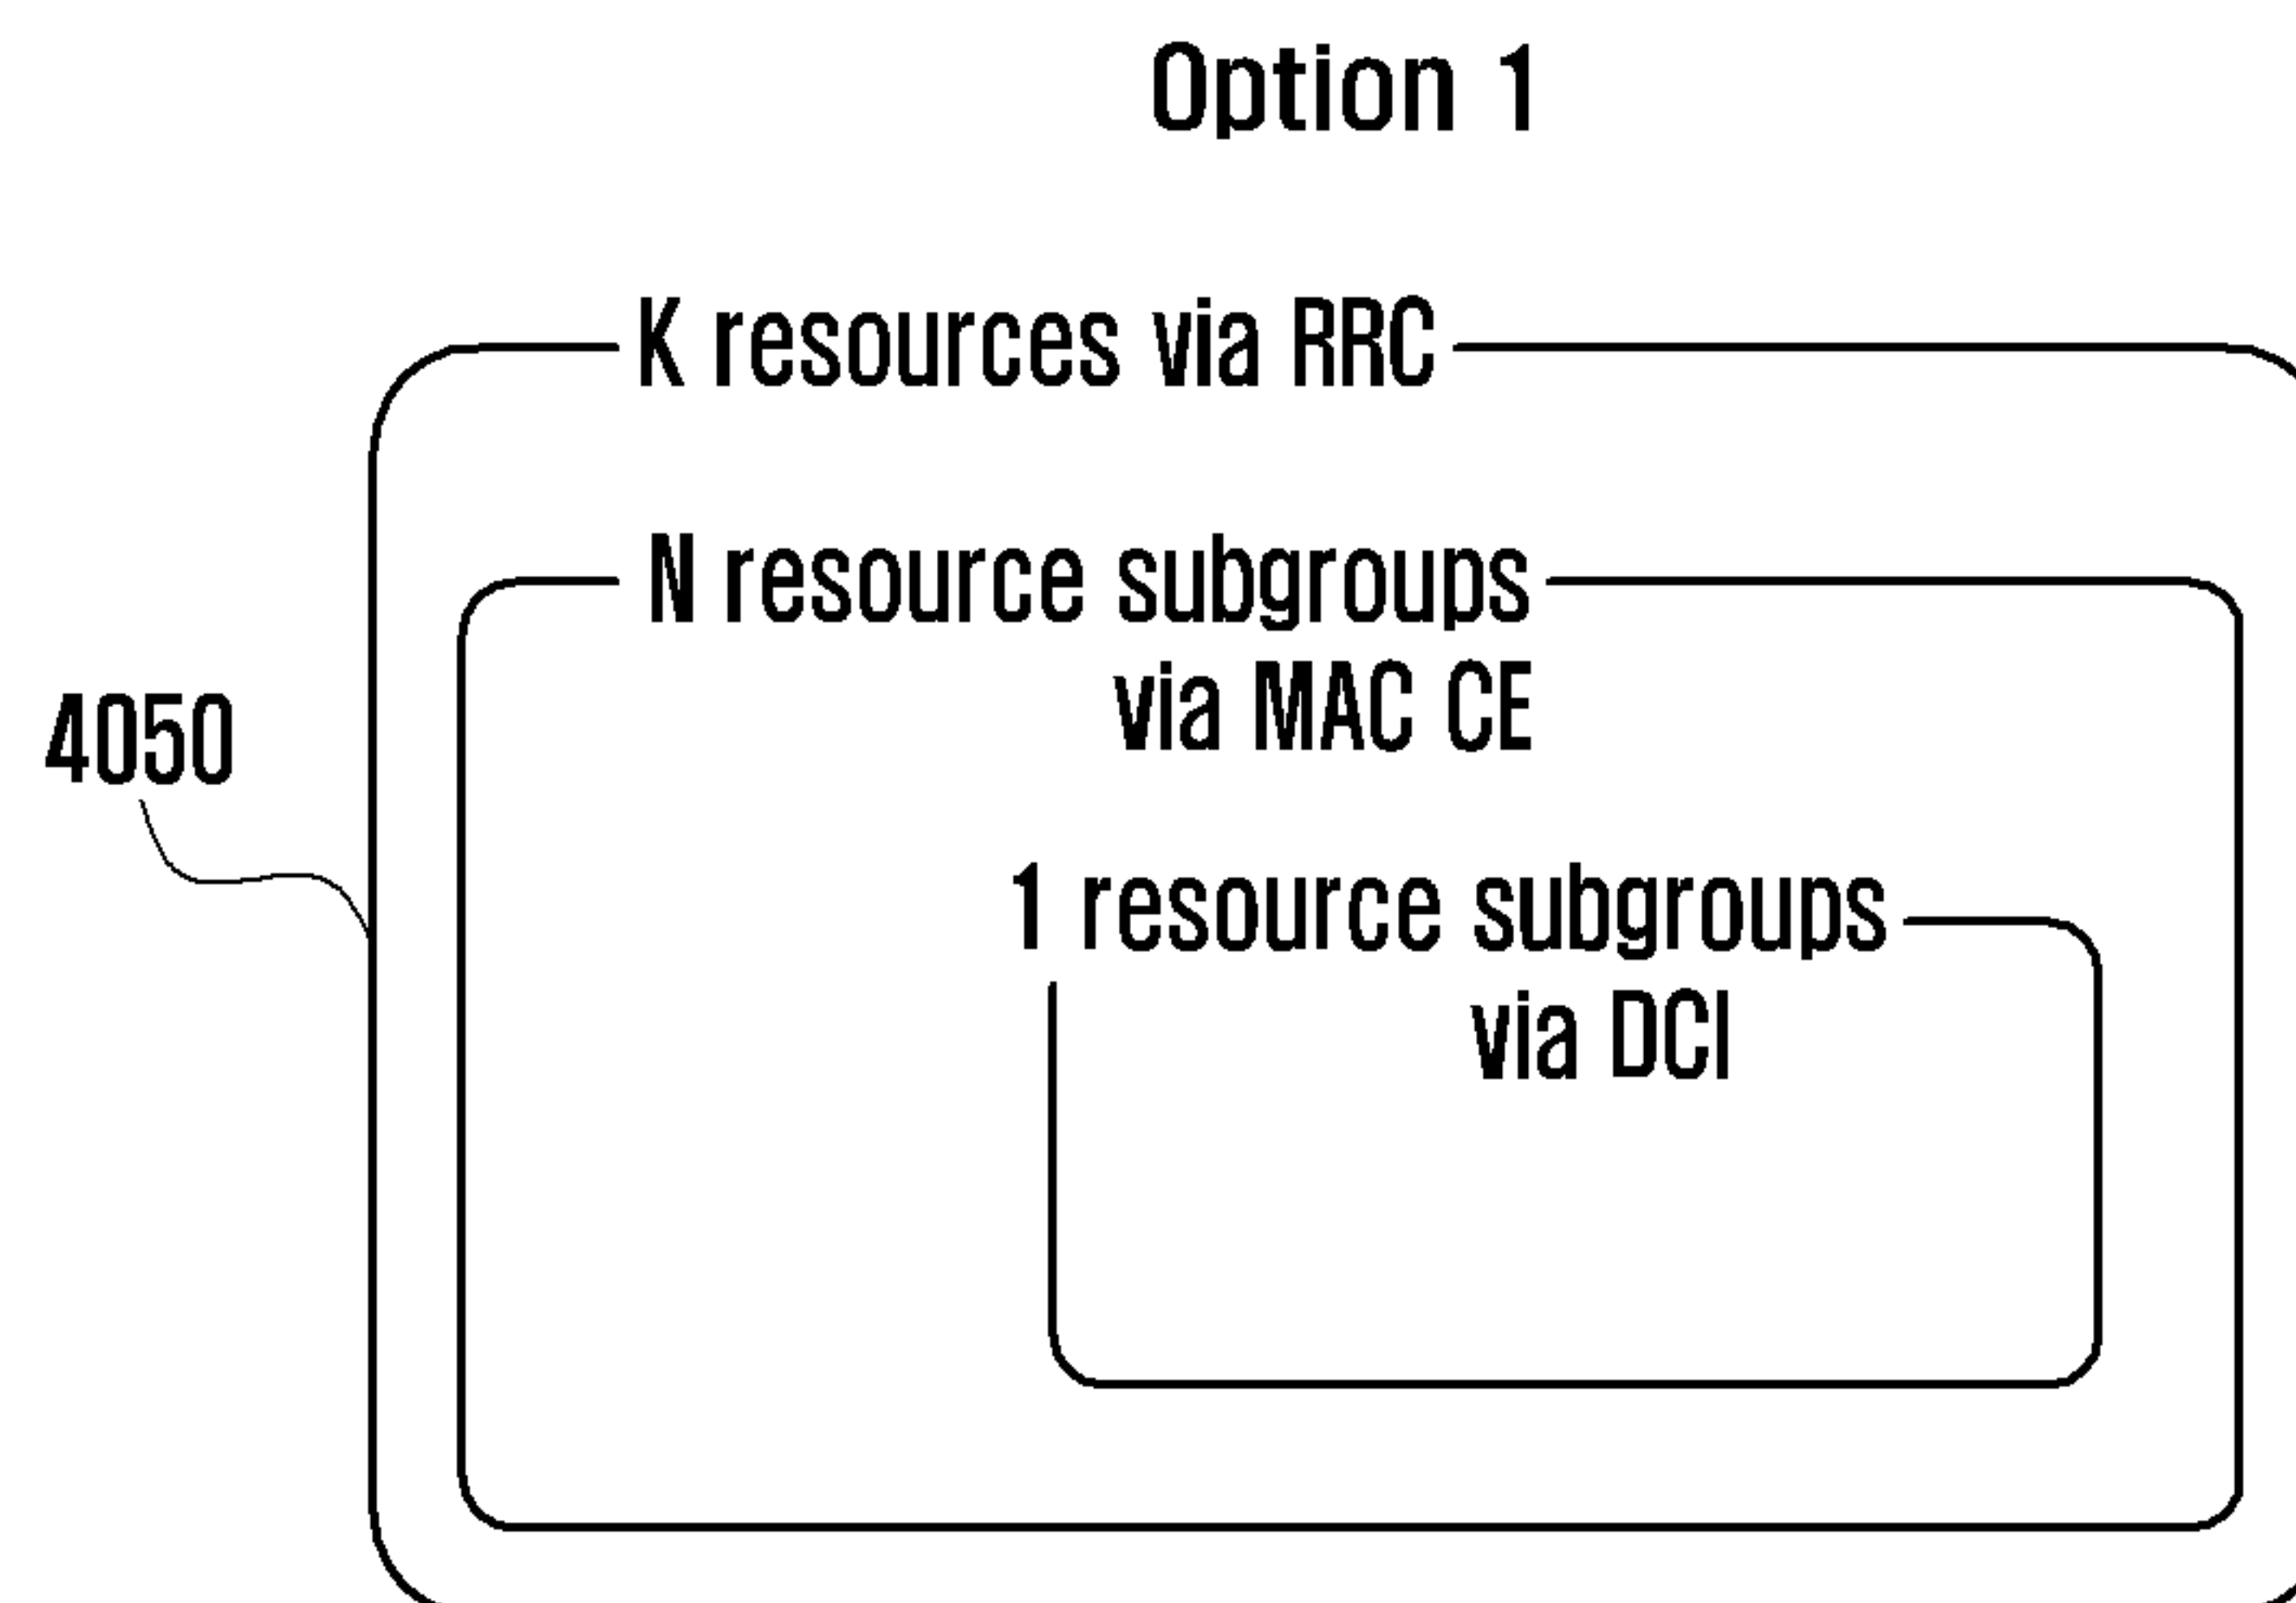 Option 1
K resources via RRC
N resource subgroups
via MAC CE
4050
1 resource subgroups
via DCI